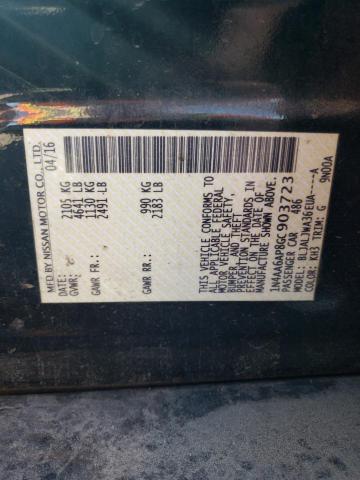 MFD BY NISSAN MOTOR CO., LTD.
04/16
GVWR: 2105 KG
4641 LB
GAWR FR: 1130 KG
2491 LB
GAWR RR: 990 KG
2183 LB
THIS VEHICLE CONFORMS TO ALL
APPLICABLE FEDERAL
MOTOR VEHICLE SAFETY,
BUMPER, AND THEFT
PREVENTION STANDARDS IN
EFFECT ON THE DATE OF
MANUFACTURE SHOWN ABOVE.
1N4AA6AP8GC903723
PASSENGER CAR 786
BLJALJWA36EUA-----A
COLOR: KH3 TRIM: G 9N00A